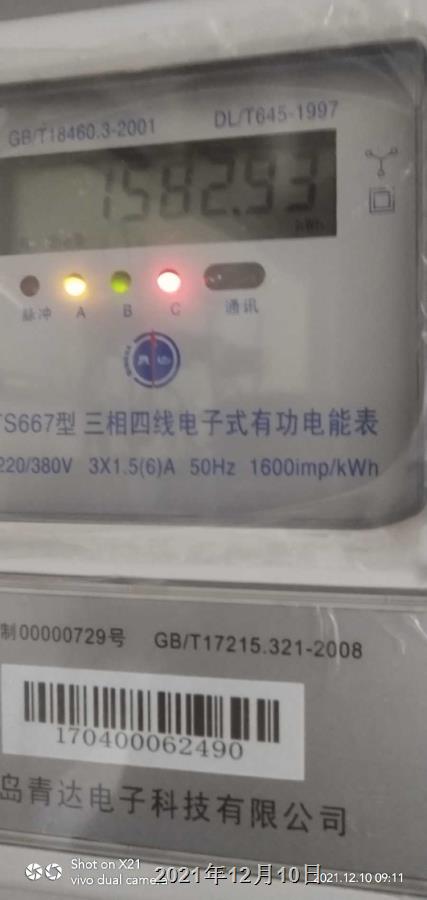 GB/T18460.3-2001 DL/T645-1997
1582.93
kWh
脉冲 A B C 通讯
TS667型 三相四线电子式有功电能表
220/380V 3X1.5(6)A 50Hz 1600imp/kWh
制00000729号 GB/T17215.321-2008
170400062490
岛青达电子科技有限公司
Shot on X21
vivo dual camera
2021年12月10日
2021.12.10 09:11